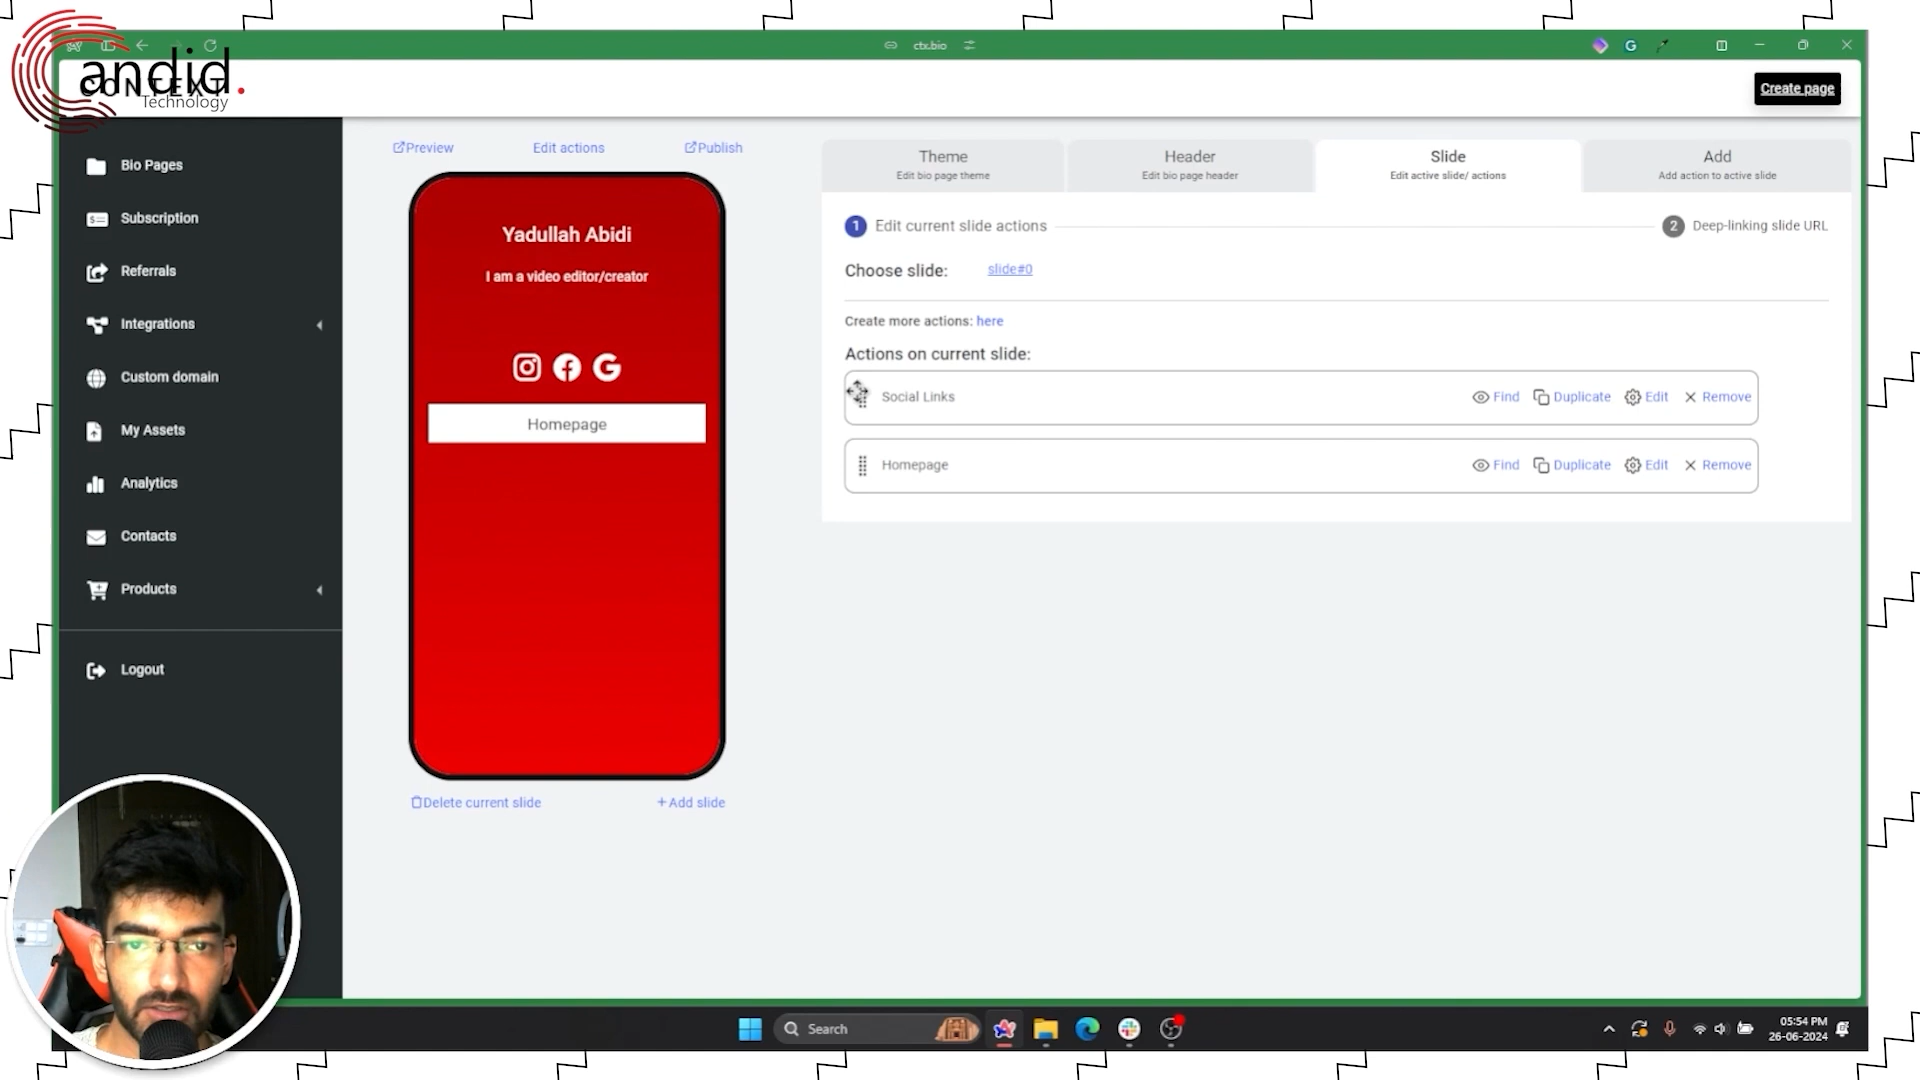 andid.
CONTEXT
Technology
ctx.bio
Create page
Bio Pages
Subscription
Referrals
Integrations
Custom domain
My Assets
Analytics
Contacts
Products
Logout
Preview
Edit actions
Publish
Yadullah Abidi
I am a video editor/creator
Homepage
Delete current slide
+ Add slide
Theme
Edit bio page theme
Header
Edit bio page header
Slide
Edit active slide/ actions
Add
Add action to active slide
1 Edit current slide actions
2 Deep-linking slide URL
Choose slide: slide#0
Create more actions: here
Actions on current slide:
Social Links Find Duplicate Edit Remove
Homepage Find Duplicate Edit Remove
Search
05:54 PM
26-06-2024